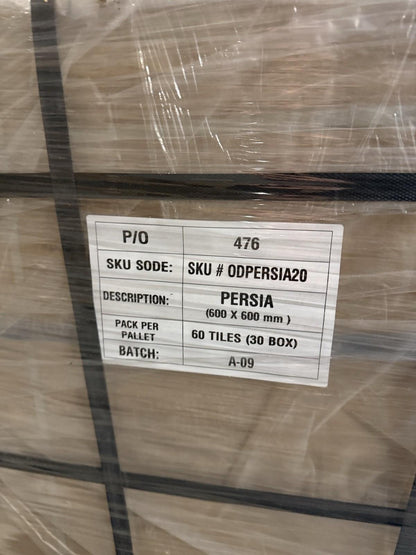 P/O 476
SKU SODE: SKU # ODPERSIA20
DESCRIPTION: PERSIA
(600 X 600 mm )
PACK PER
PALLET 60 TILES (30 BOX)
BATCH: A-09